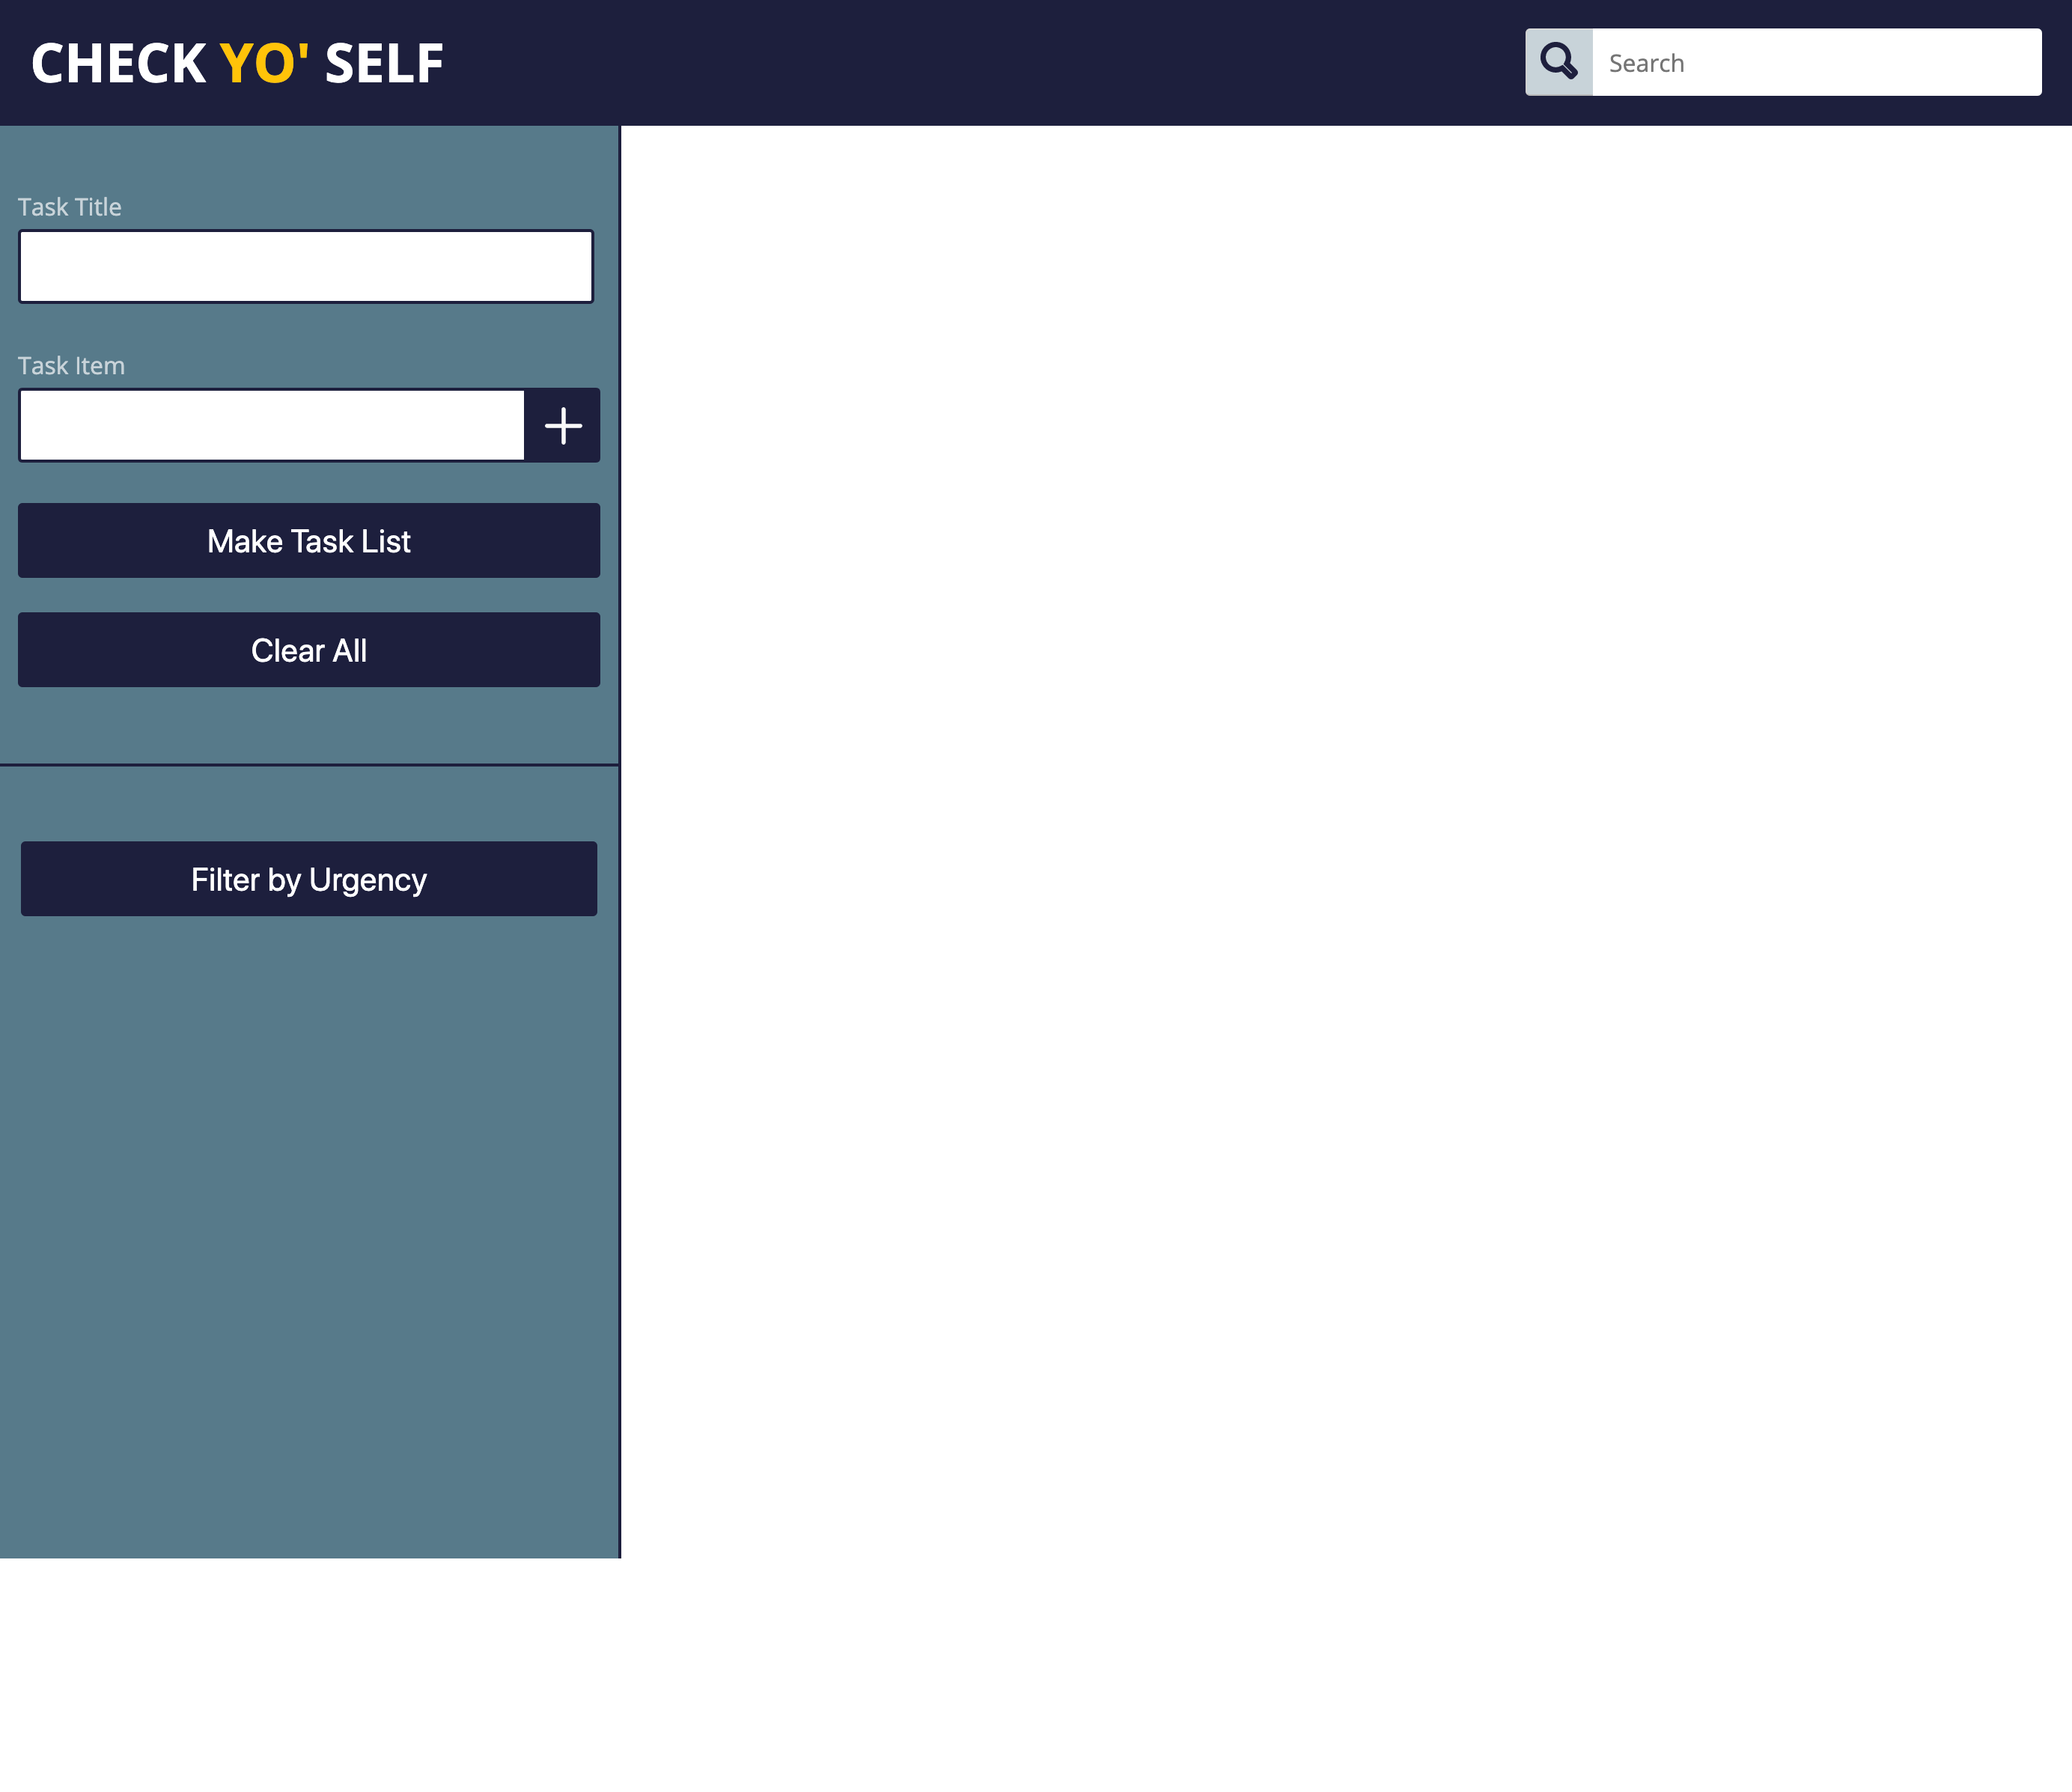 CHECK YO' SELF
Search
Task Title
Task Item
Make Task List
Clear All
Filter by Urgency